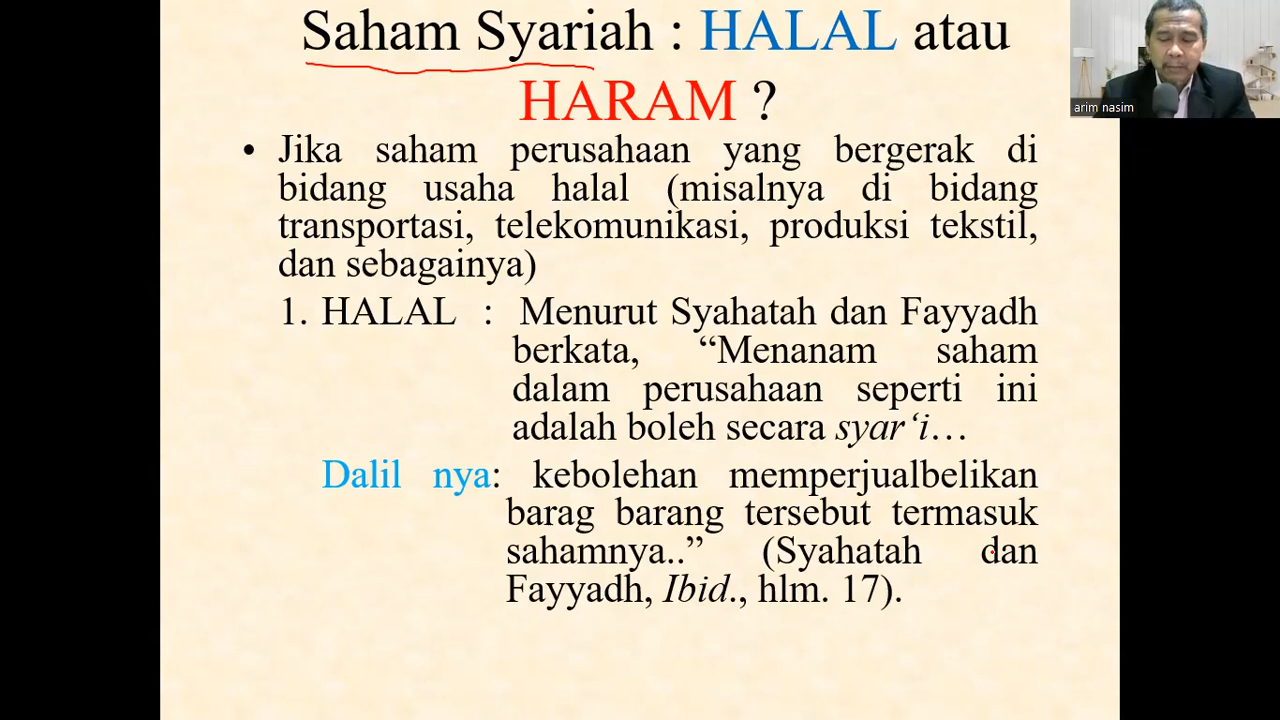 Saham Syariah : HALAL atau
HARAM ?
• Jika saham perusahaan yang bergerak di
bidang usaha halal (misalnya di bidang
transportasi, telekomunikasi, produksi tekstil,
dan sebagainya)
1. HALAL : Menurut Syahatah dan Fayyadh
berkata, “Menanam saham
dalam perusahaan seperti ini
adalah boleh secara syar‘i…
Dalil nya: kebolehan memperjualbelikan
barag barang tersebut termasuk
sahamnya..” (Syahatah dan
Fayyadh, Ibid., hlm. 17).
arim nasim